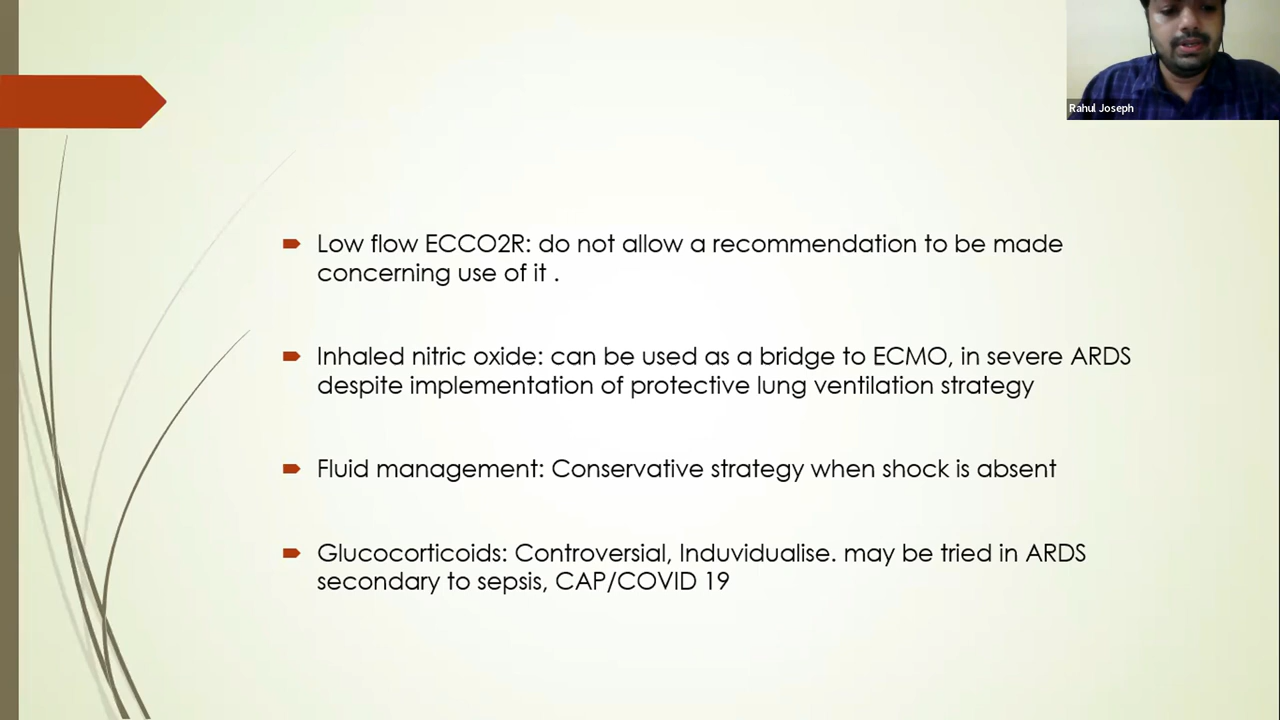 Rahul Joseph
Low flow ECCO2R: do not allow a recommendation to be made
concerning use of it .
Inhaled nitric oxide: can be used as a bridge to ECMO, in severe ARDS
despite implementation of protective lung ventilation strategy
Fluid management: Conservative strategy when shock is absent
Glucocorticoids: Controversial, Induvidualise. may be tried in ARDS
secondary to sepsis, CAP/COVID 19